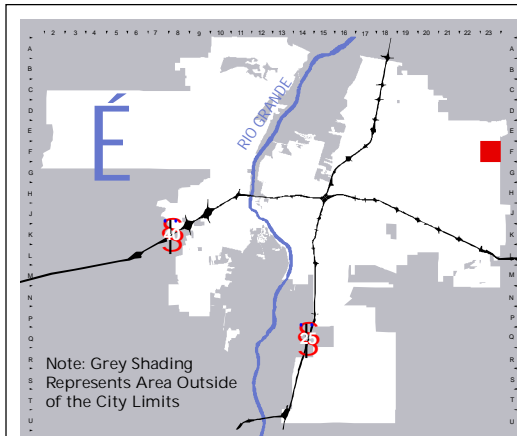 2 3 4 5 6 7 8 9 10 11 12 13 14 15 16 17 18 19 20 21 22 23
A
B
C
D
E
F
G
H
J
K
L
M
N
P
Q
R
S
T
U
É
RIO GRANDE
40
25
Note: Grey Shading
Represents Area Outside
of the City Limits
A
B
C
D
E
F
G
H
J
K
L
M
N
P
Q
R
S
T
U